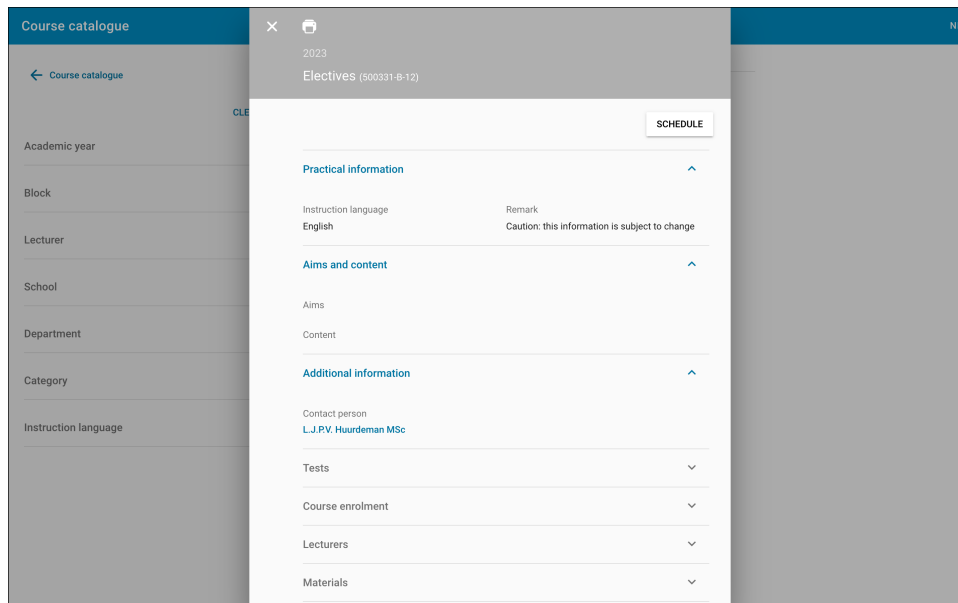 Course catalogue
2023
Electives (500331-B-12)
Course catalogue
SCHEDULE
Academic year
Block
Lecturer
School
Department
Category
Instruction language
Practical information
Instruction language
Remark
English
Caution: this information is subject to change
Aims and content
Aims
Content
Additional information
Contact person
L.J.P.V. Huurdeman MSc
Tests
Course enrolment
Lecturers
Materials